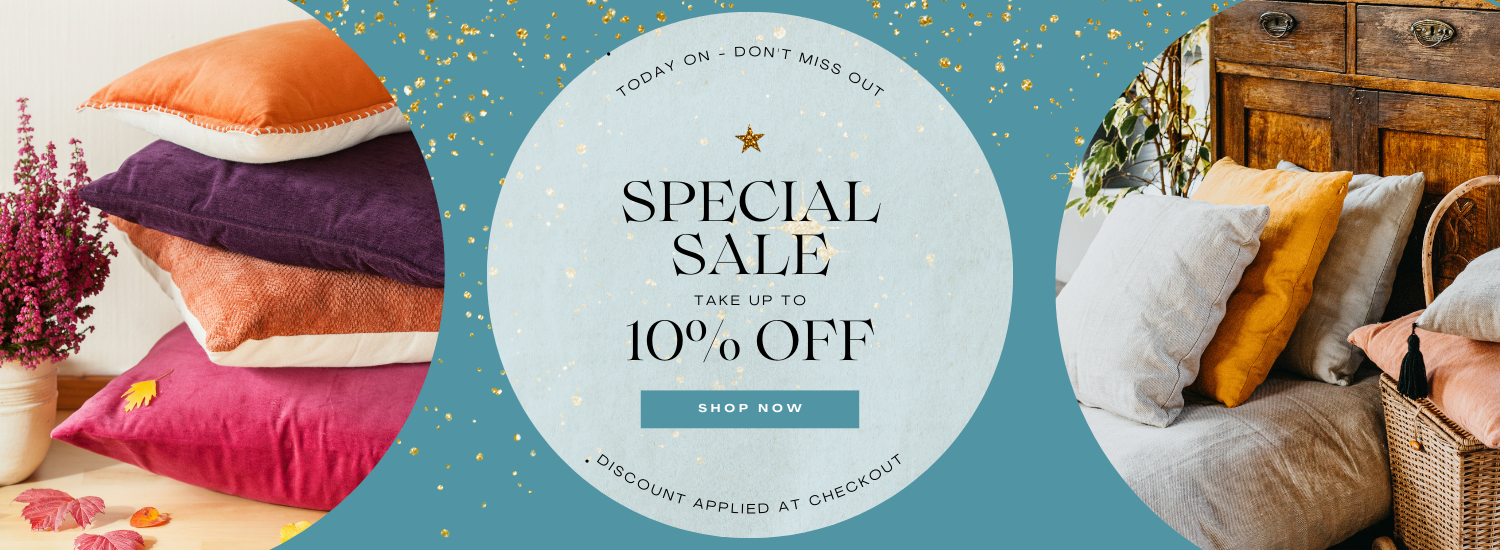 TODAY ON - DON'T MISS OUT
SPECIAL
SALE
TAKE UP TO
10% OFF
SHOP NOW
DISCOUNT APPLIED AT CHECKOUT